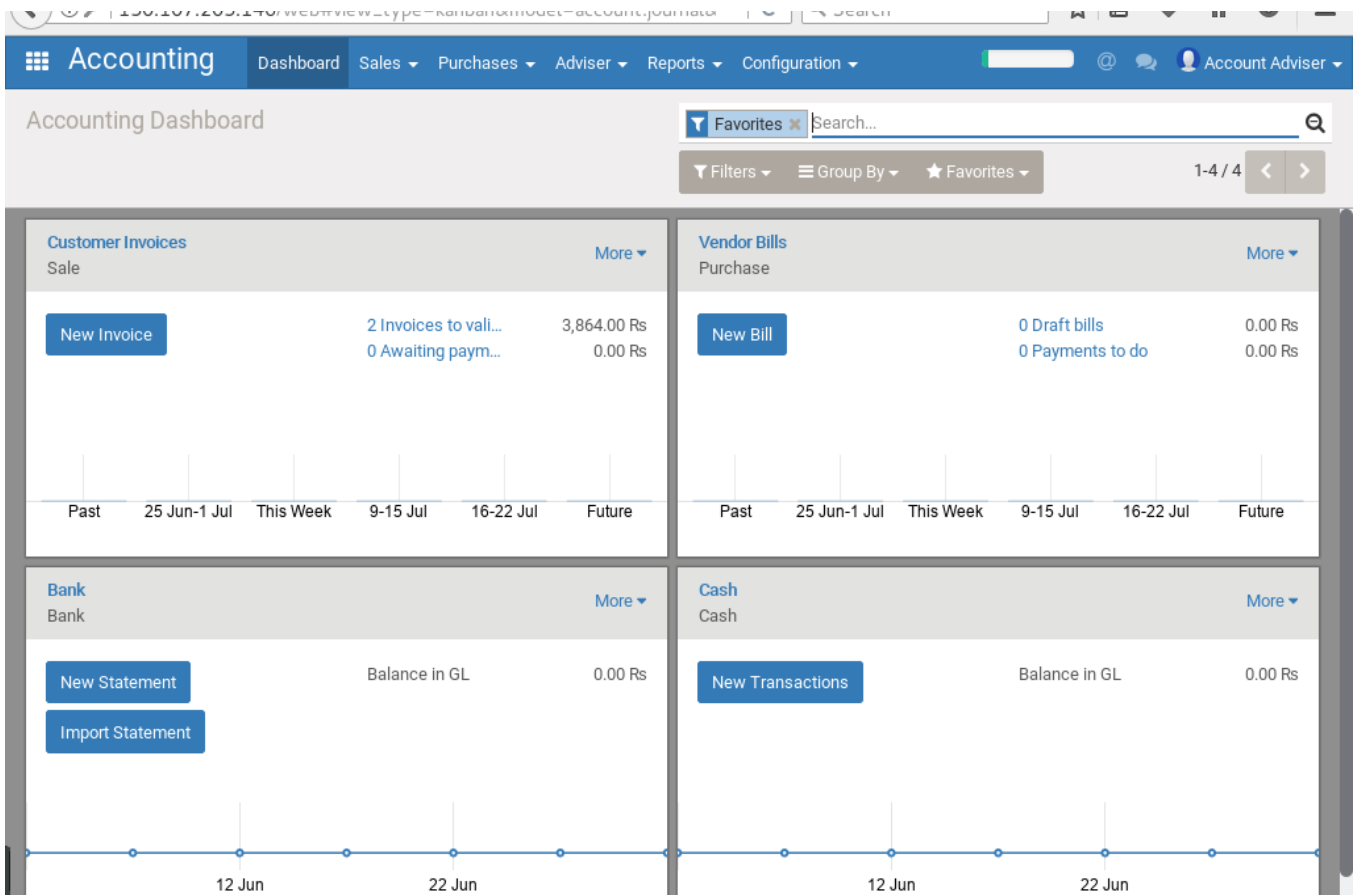 Accounting Dashboard Sales Purchases Adviser Reports Configuration @ Account Adviser
Accounting Dashboard
Favorites Search...
Filters Group By Favorites 1-4 / 4
Customer Invoices
Sale
More
New Invoice
2 Invoices to vali... 3,864.00 Rs
0 Awaiting paym... 0.00 Rs
Past 25 Jun-1 Jul This Week 9-15 Jul 16-22 Jul Future
Vendor Bills
Purchase
More
New Bill
0 Draft bills 0.00 Rs
0 Payments to do 0.00 Rs
Past 25 Jun-1 Jul This Week 9-15 Jul 16-22 Jul Future
Bank
Bank
More
New Statement
Import Statement
Balance in GL 0.00 Rs
12 Jun 22 Jun
Cash
Cash
More
New Transactions
Balance in GL 0.00 Rs
12 Jun 22 Jun